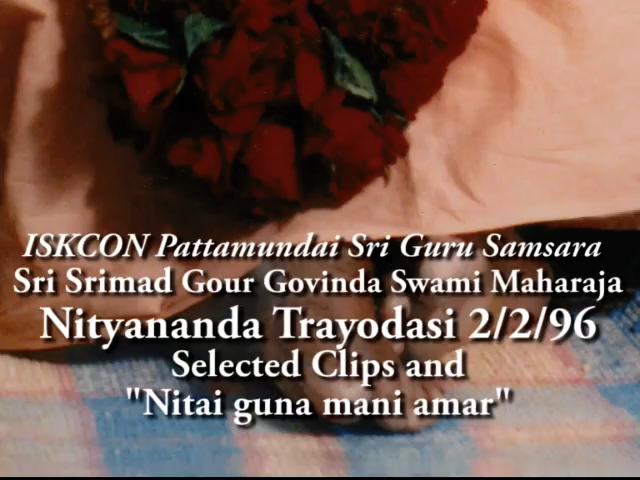 ISKCON Pattamundai Sri Guru Samsara
Sri Srimad Gour Govinda Swami Maharaja
Nityananda Trayodasi 2/2/96
Selected Clips and
"Nitai guna mani amar"